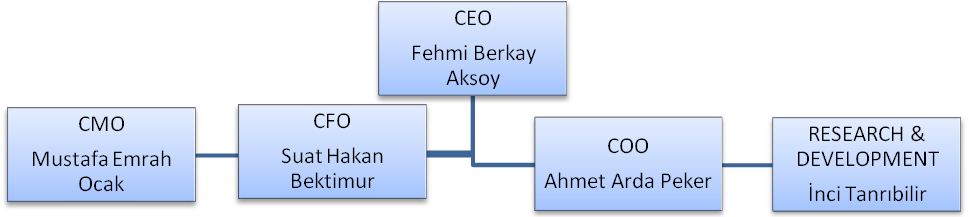 CEO
Fehmi Berkay
Aksoy
CMO
Mustafa Emrah
Ocak
CFO
Suat Hakan
Bektimur
COO
Ahmet Arda Peker
RESEARCH &
DEVELOPMENT
İnci Tanrıbilir